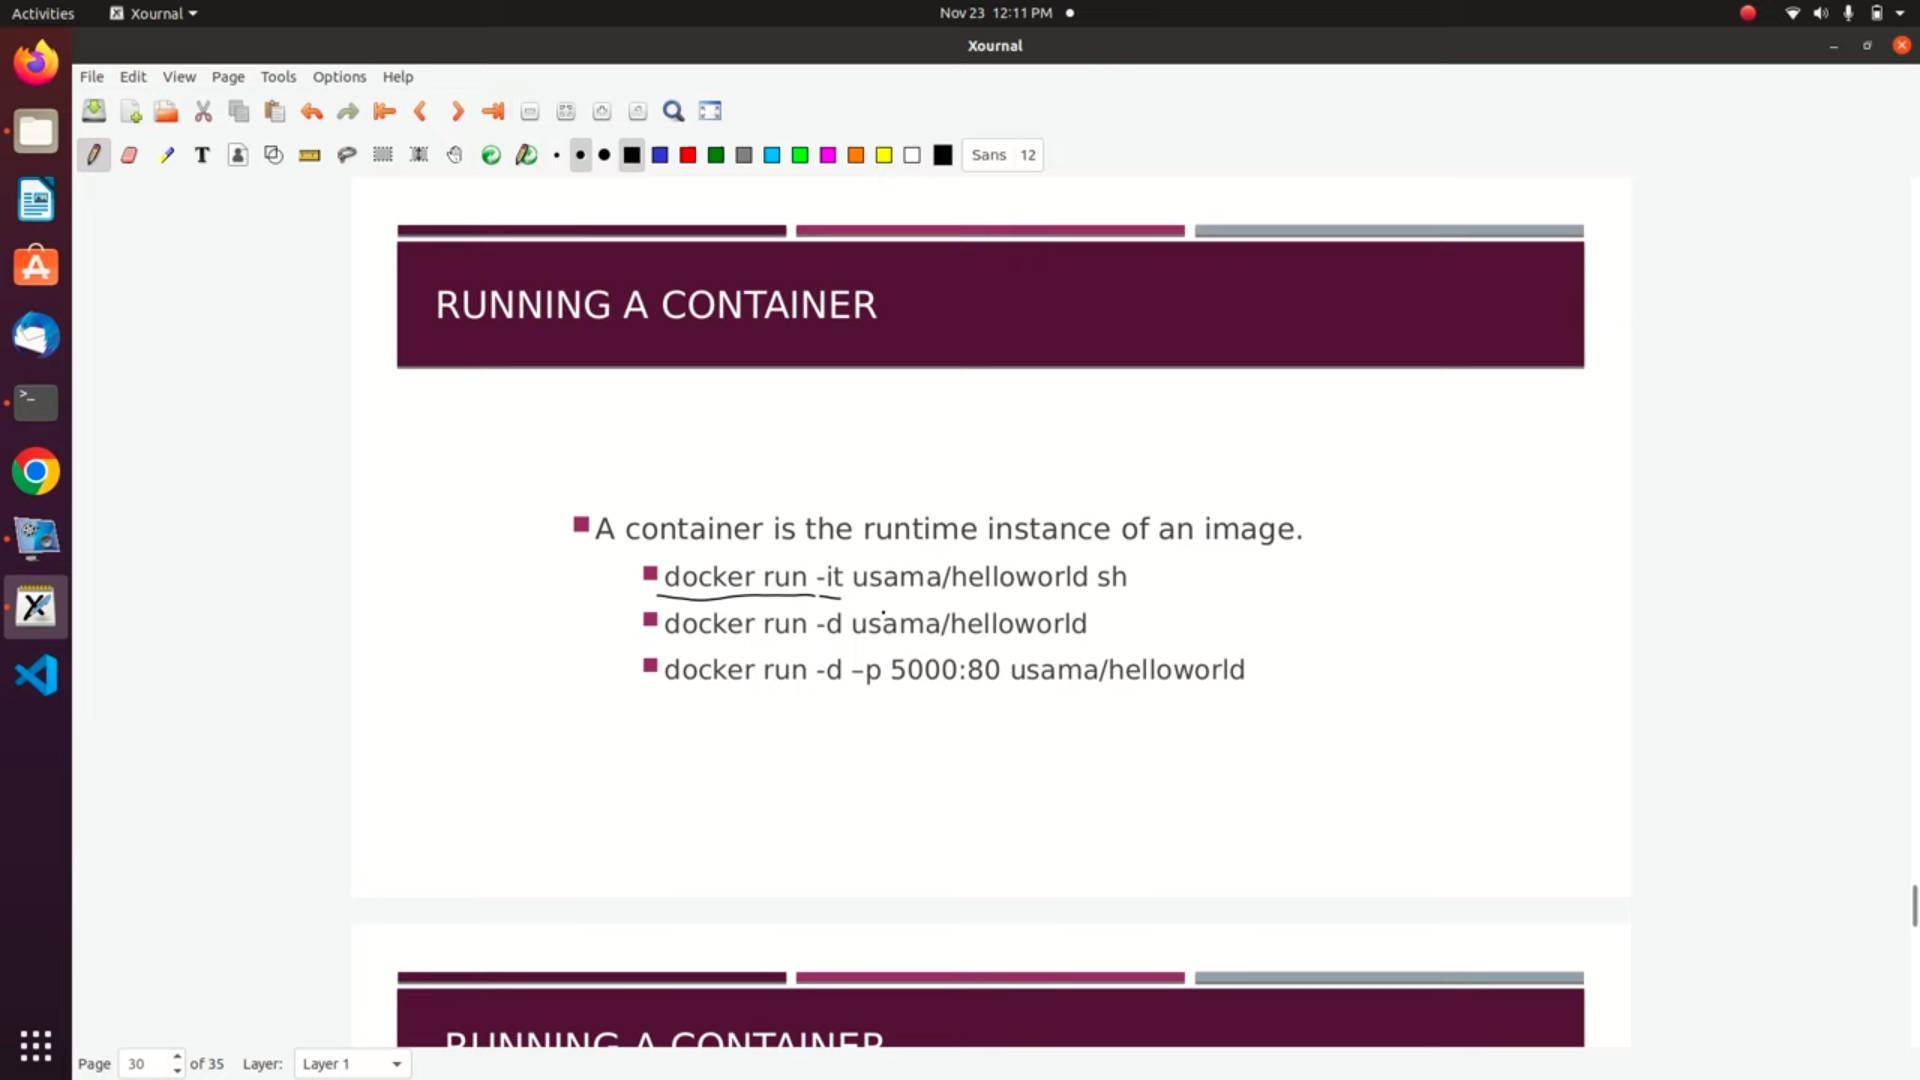 Activities
Xournal
Nov 23 12:11 PM
Xournal
File Edit View Page Tools Options Help
T
Sans 12
RUNNING A CONTAINER
A container is the runtime instance of an image.
docker run -it usama/helloworld sh
docker run -d usama/helloworld
docker run -d –p 5000:80 usama/helloworld
RUNNING A CONTAINER
Page 30 of 35 Layer: Layer 1